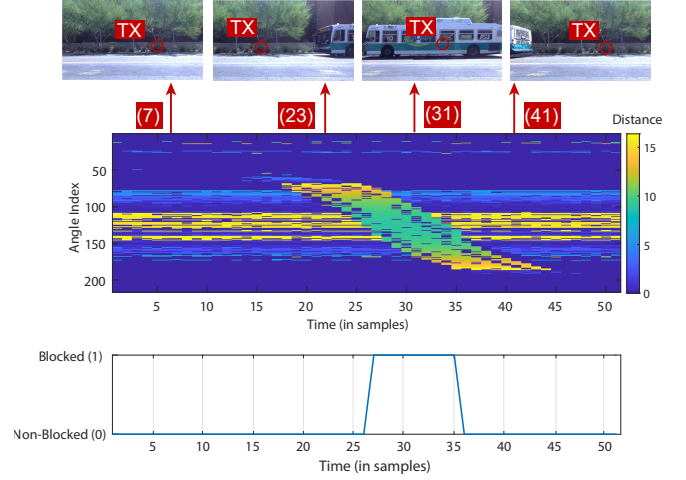 TX TX TX TX
(7) (23) (31) (41)
Distance
15
10
5
0
Angle Index
50
100
150
200
5 10 15 20 25 30 35 40 45 50
Time (in samples)
Blocked (1)
Non-Blocked (0)
5 10 15 20 25 30 35 40 45 50
Time (in samples)